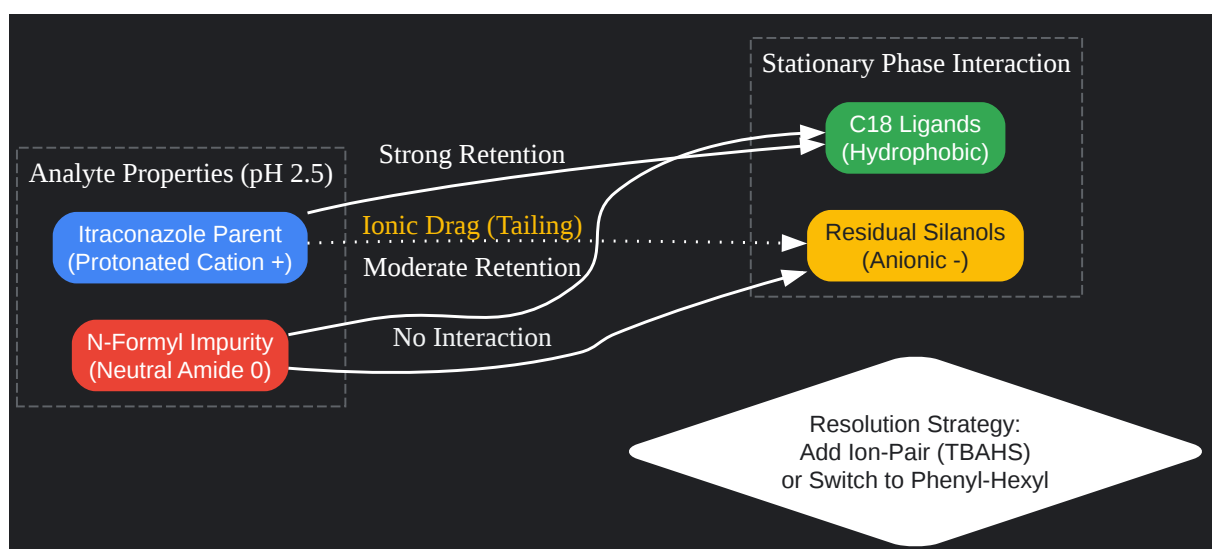 Stationary Phase Interaction
C18 Ligands
(Hydrophobic)
Strong Retention
Analyte Properties (pH 2.5)
Itraconazole Parent
(Protonated Cation +)
Ionic Drag (Tailing)
Residual Silanols
(Anionic -)
Moderate Retention
N-Formyl Impurity
(Neutral Amide 0)
No Interaction
Resolution Strategy:
Add Ion-Pair (TBAHS)
or Switch to Phenyl-Hexyl